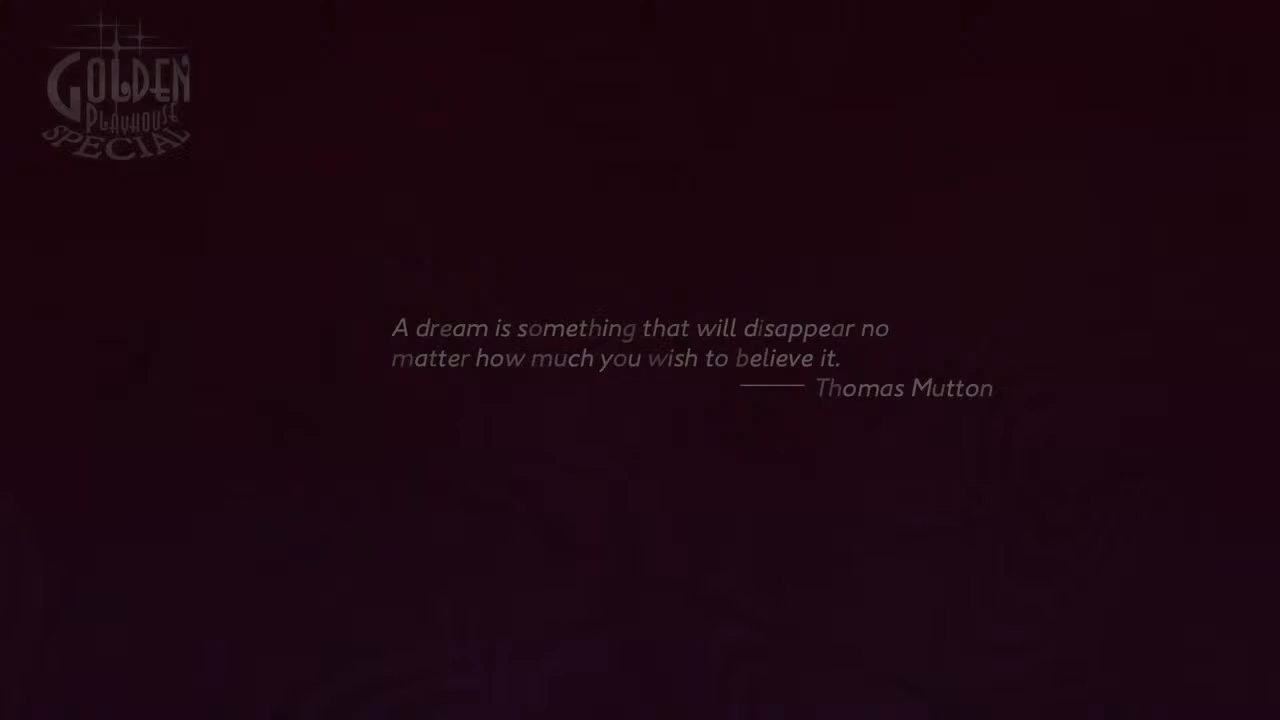 GOLDEN
PLAYHOUSE
SPECIAL
A dream is something that will disappear no
matter how much you wish to believe it.
—— Thomas Mutton